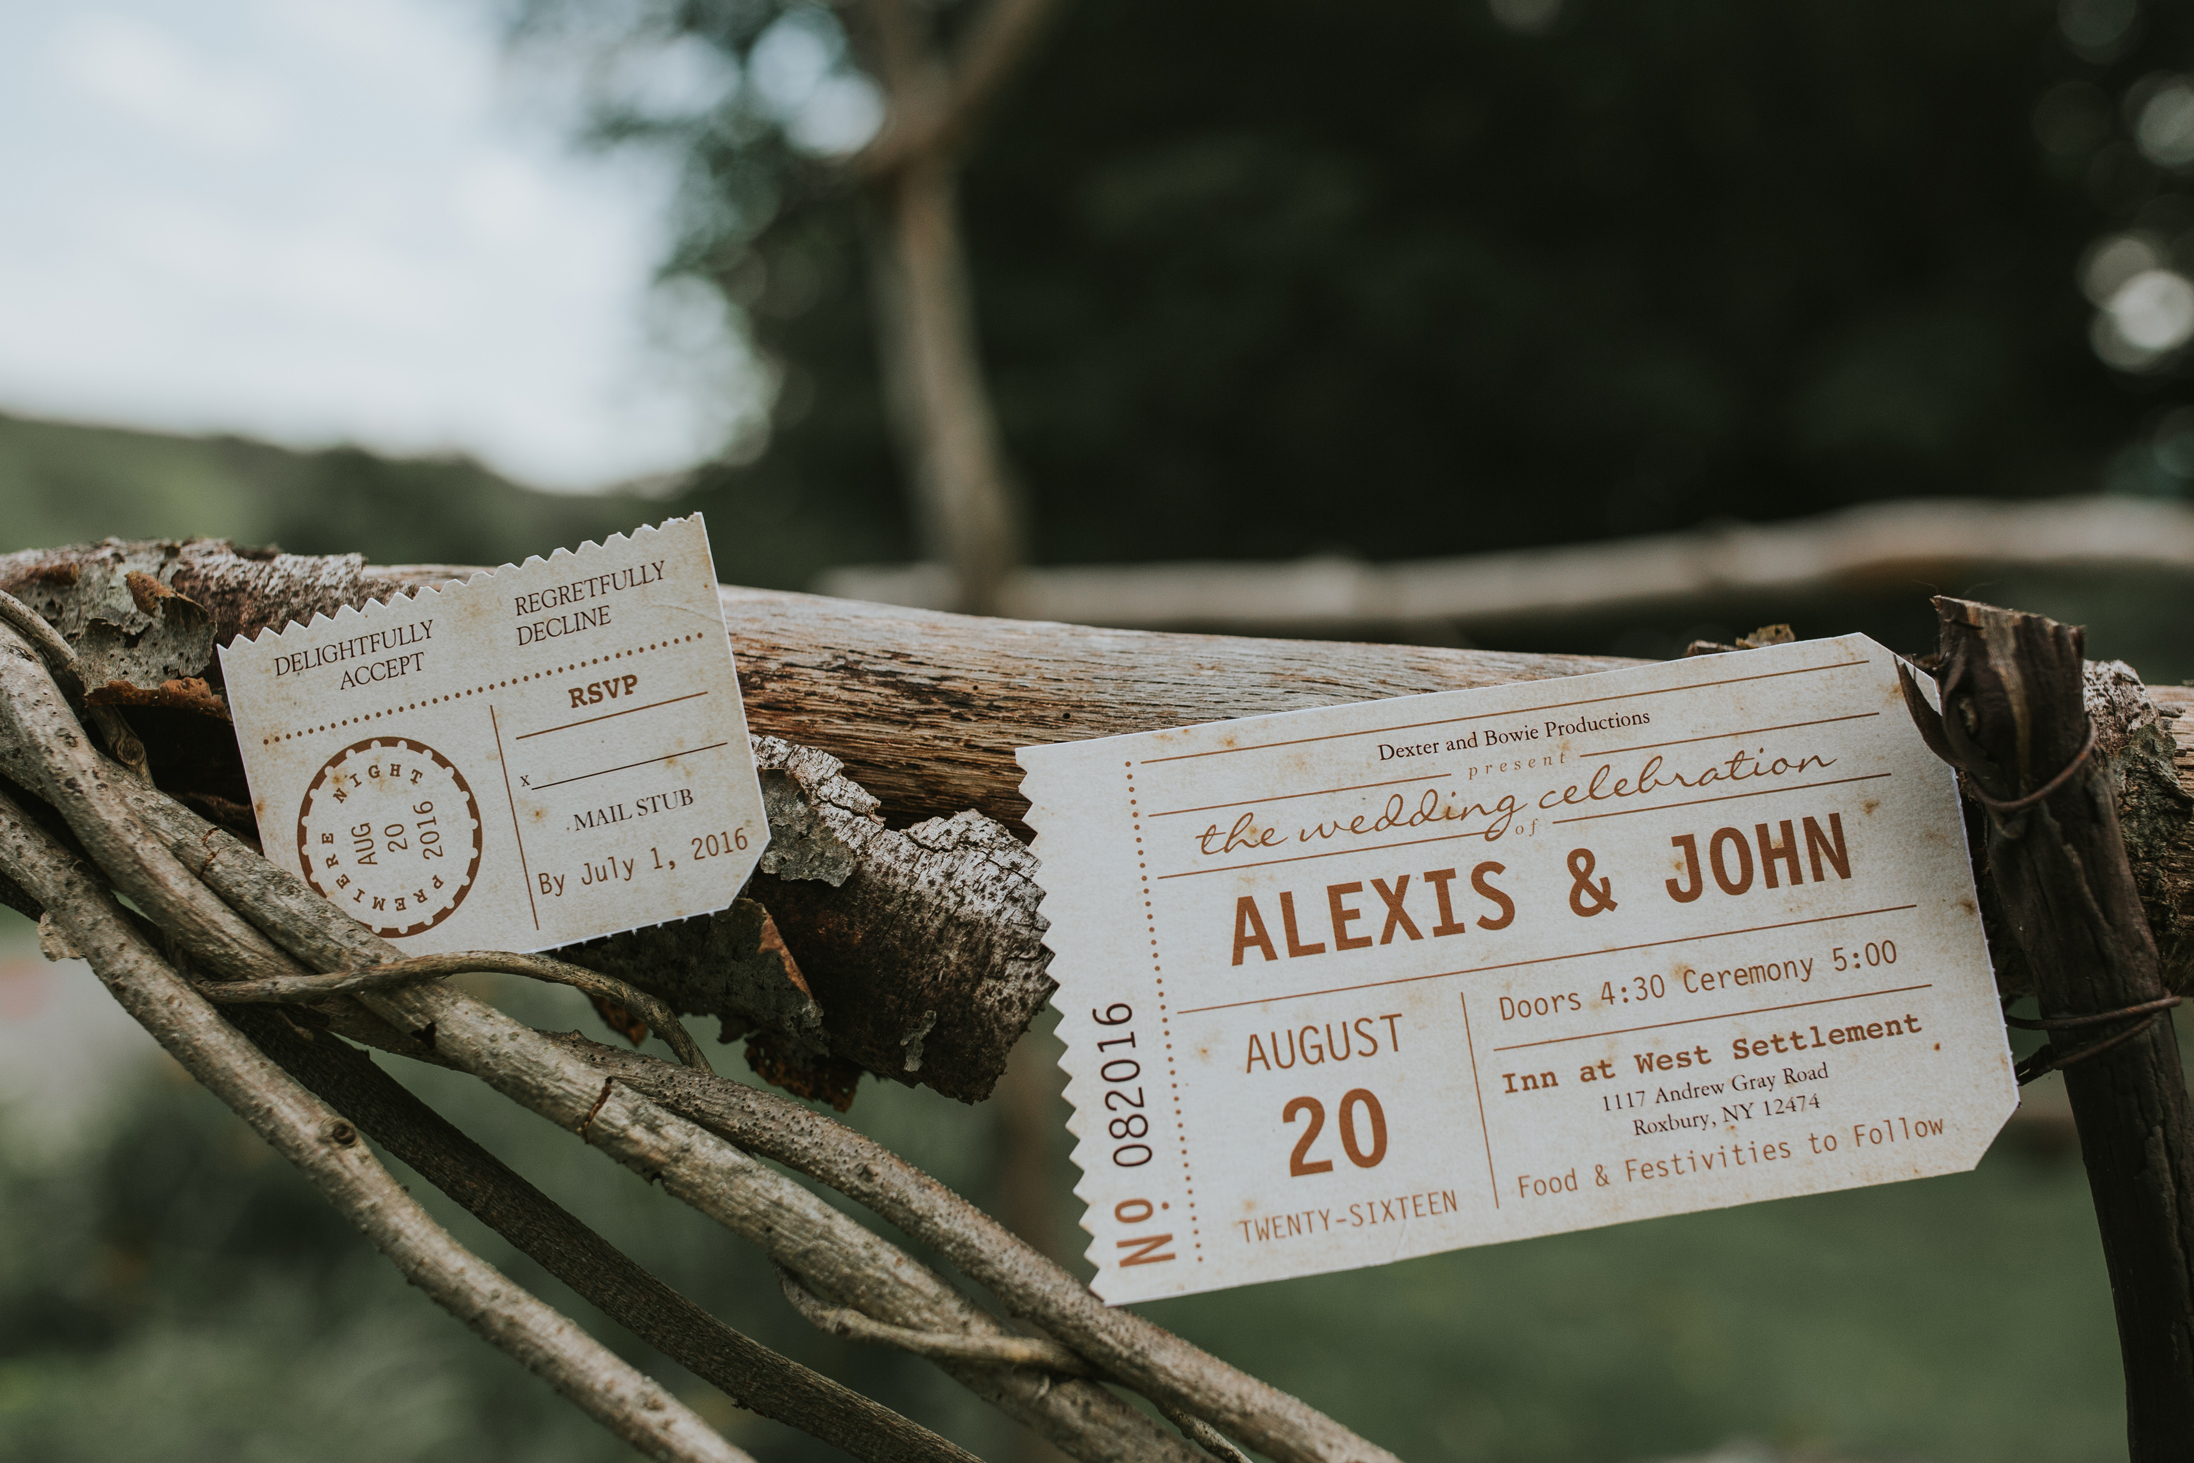 DELIGHTFULLY
ACCEPT
REGRETFULLY
DECLINE
PREMIERE NIGHT
AUG
20
2016
RSVP
x
MAIL STUB
By July 1, 2016
No 082016
Dexter and Bowie Productions
present
the wedding celebration
of
ALEXIS & JOHN
AUGUST
20
TWENTY-SIXTEEN
Doors 4:30 Ceremony 5:00
Inn at West Settlement
1117 Andrew Gray Road
Roxbury, NY 12474
Food & Festivities to Follow